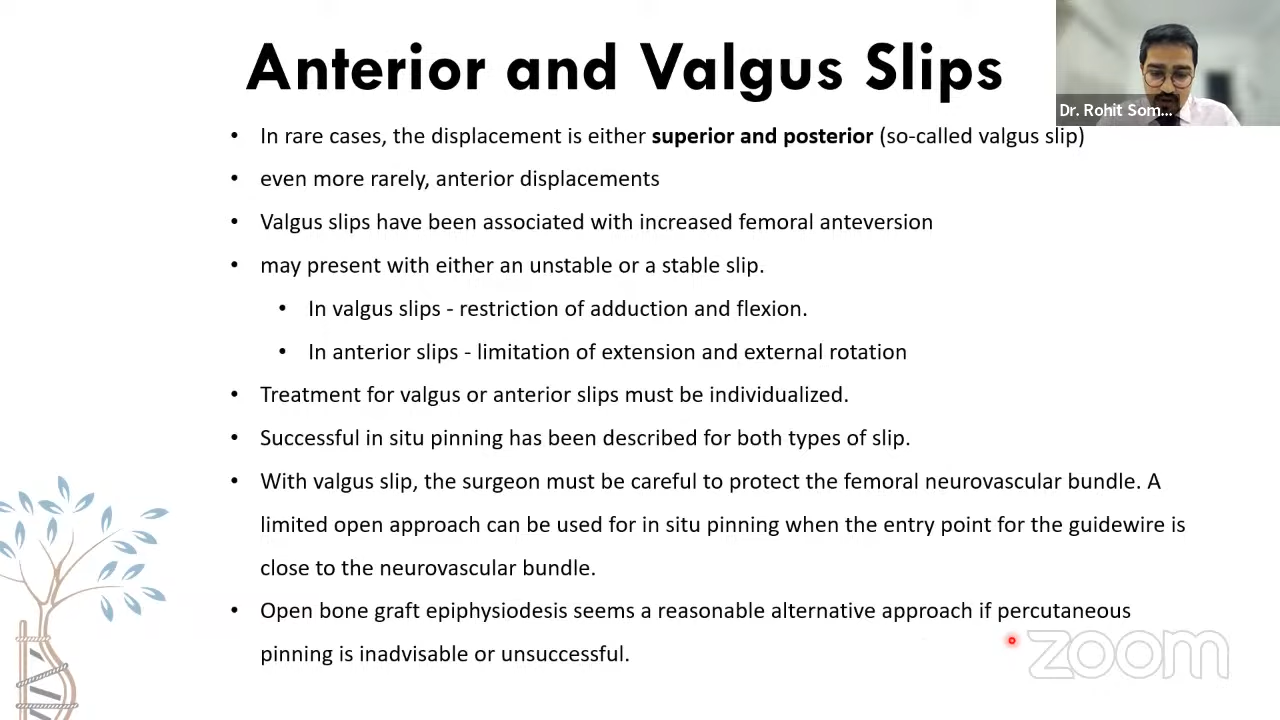 Anterior and Valgus Slips
Dr. Rohit Som...
• In rare cases, the displacement is either superior and posterior (so-called valgus slip)
• even more rarely, anterior displacements
• Valgus slips have been associated with increased femoral anteversion
• may present with either an unstable or a stable slip.
• In valgus slips - restriction of adduction and flexion.
• In anterior slips - limitation of extension and external rotation
• Treatment for valgus or anterior slips must be individualized.
• Successful in situ pinning has been described for both types of slip.
• With valgus slip, the surgeon must be careful to protect the femoral neurovascular bundle. A
limited open approach can be used for in situ pinning when the entry point for the guidewire is
close to the neurovascular bundle.
• Open bone graft epiphysiodesis seems a reasonable alternative approach if percutaneous
pinning is inadvisable or unsuccessful.
zoom